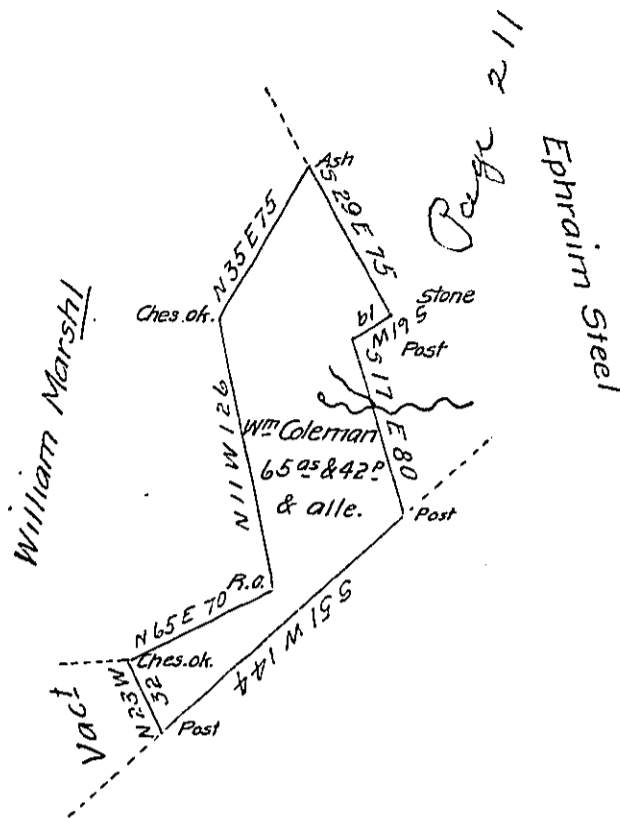 Page 211
Ephraim Steel
William Marshl
Ash
S 29 E 75
Stone
S 61 W 19
Post
S 17 E 80
Post
S 51 W 144
Post
N 23 W 32
Ches.ok.
N 65 E 70
R.o.
N 11 W 126
Ches.ok.
N 35 E 75
Wm Coleman
65 as & 42 p
& alle.
Vact